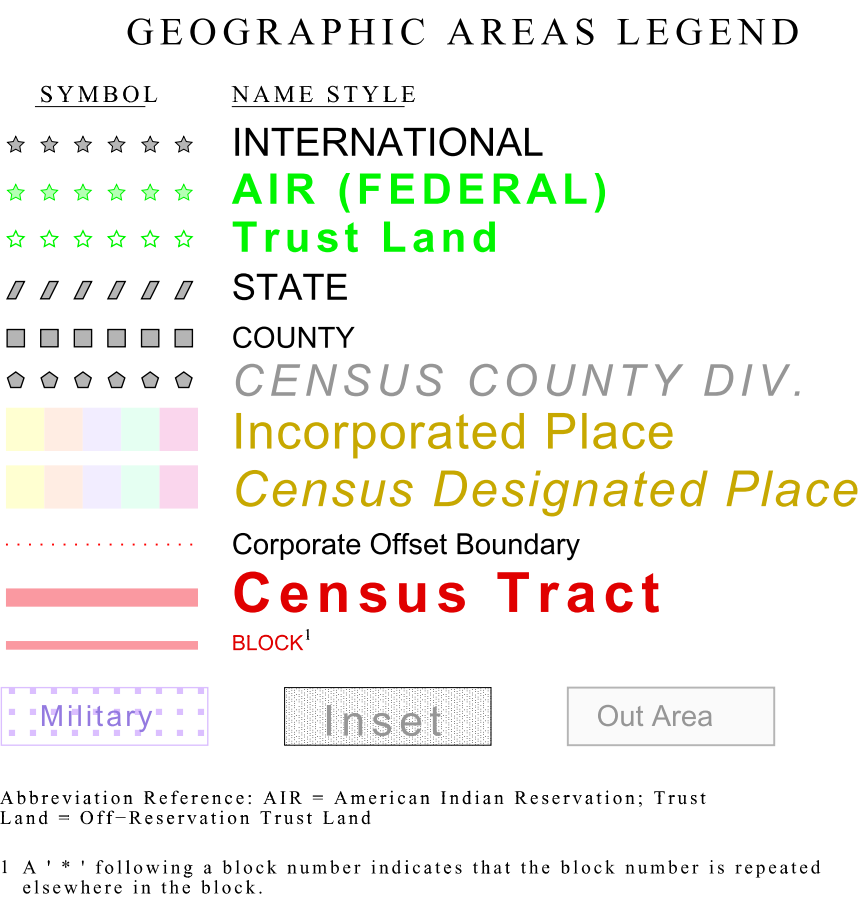 GEOGRAPHIC AREAS LEGEND
SYMBOL NAME STYLE
INTERNATIONAL
AIR (FEDERAL)
Trust Land
STATE
COUNTY
CENSUS COUNTY DIV.
Incorporated Place
Census Designated Place
Corporate Offset Boundary
Census Tract
BLOCK1
Military Inset Out Area
Abbreviation Reference: AIR = American Indian Reservation; Trust
Land = Off−Reservation Trust Land
1 A ' * ' following a block number indicates that the block number is repeated
elsewhere in the block.